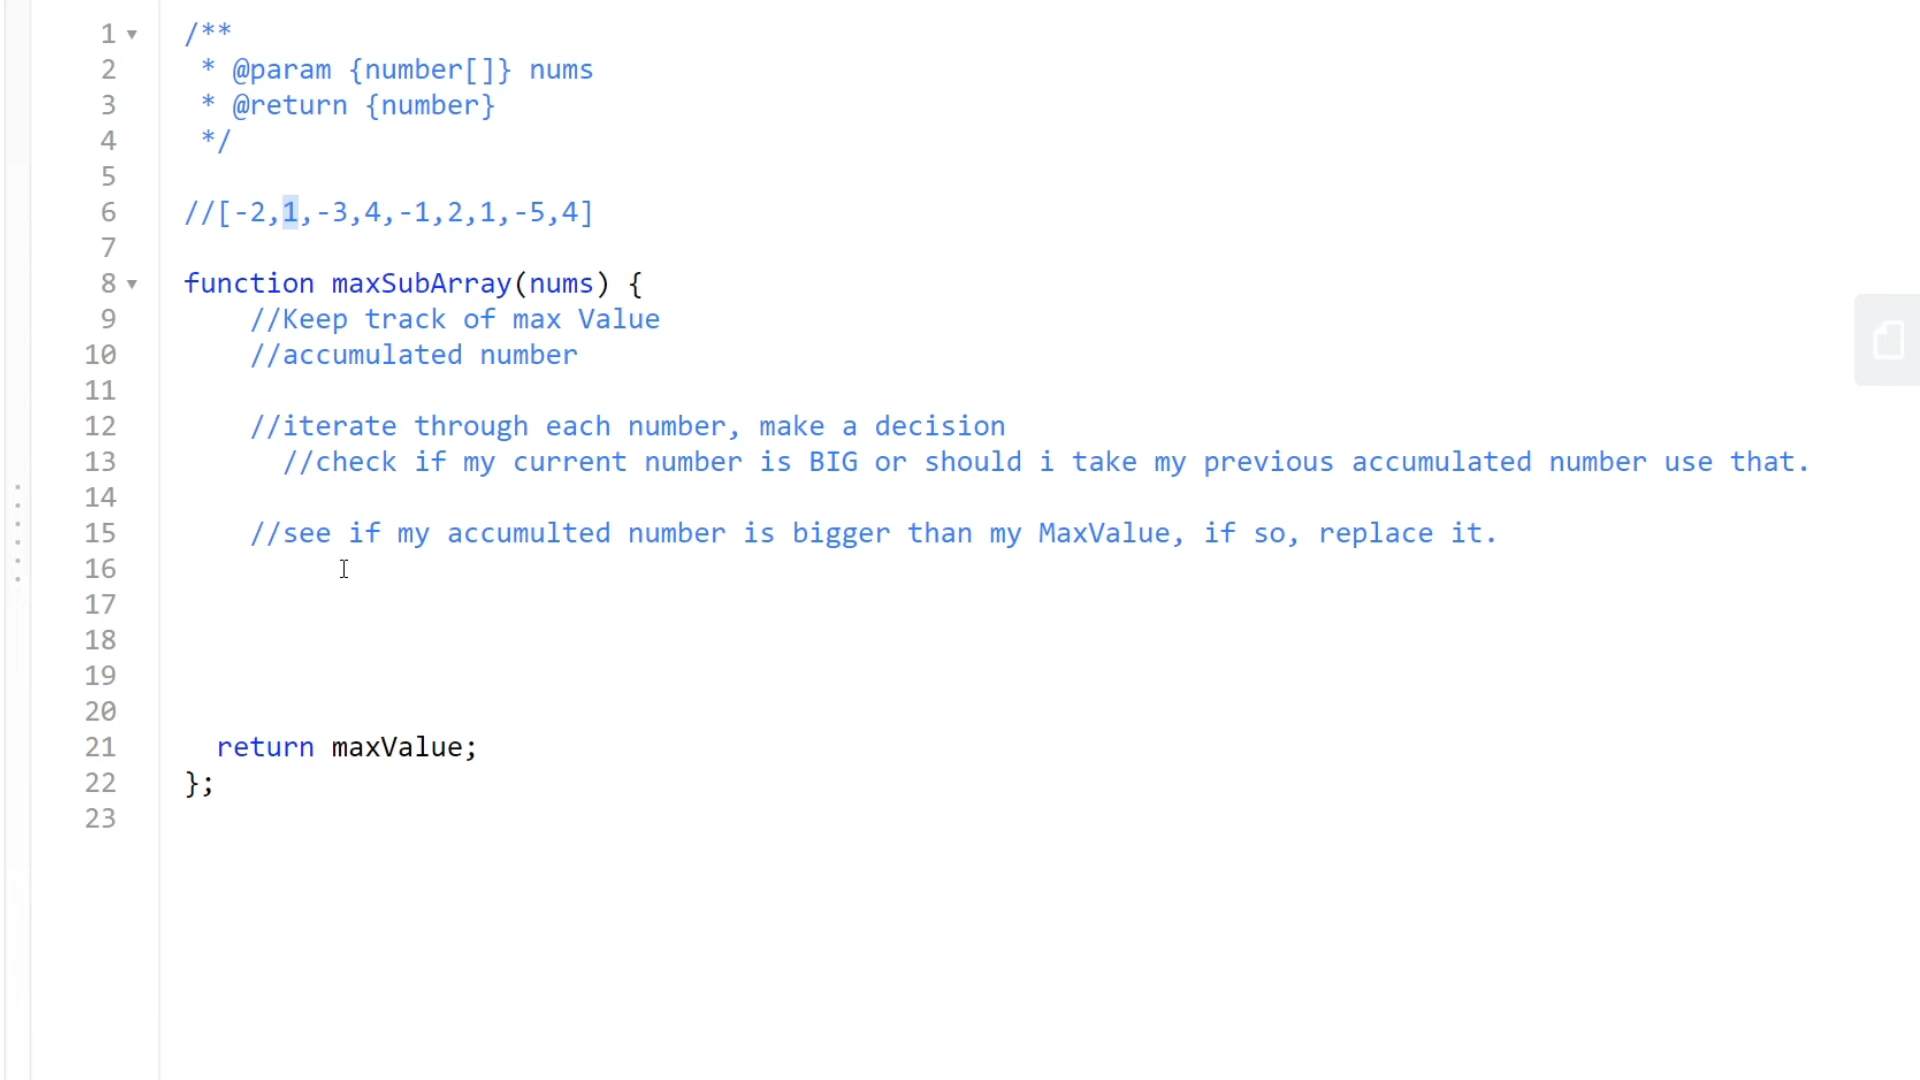 1 /**
2  * @param {number[]} nums
3  * @return {number}
4  */
5
6 //[-2,1,-3,4,-1,2,1,-5,4]
7
8 function maxSubArray(nums) {
9     //Keep track of max Value
10     //accumulated number
11
12     //iterate through each number, make a decision
13       //check if my current number is BIG or should i take my previous accumulated number use that.
14
15     //see if my accumulted number is bigger than my MaxValue, if so, replace it.
16
17
18
19
20
21   return maxValue;
22 };
23